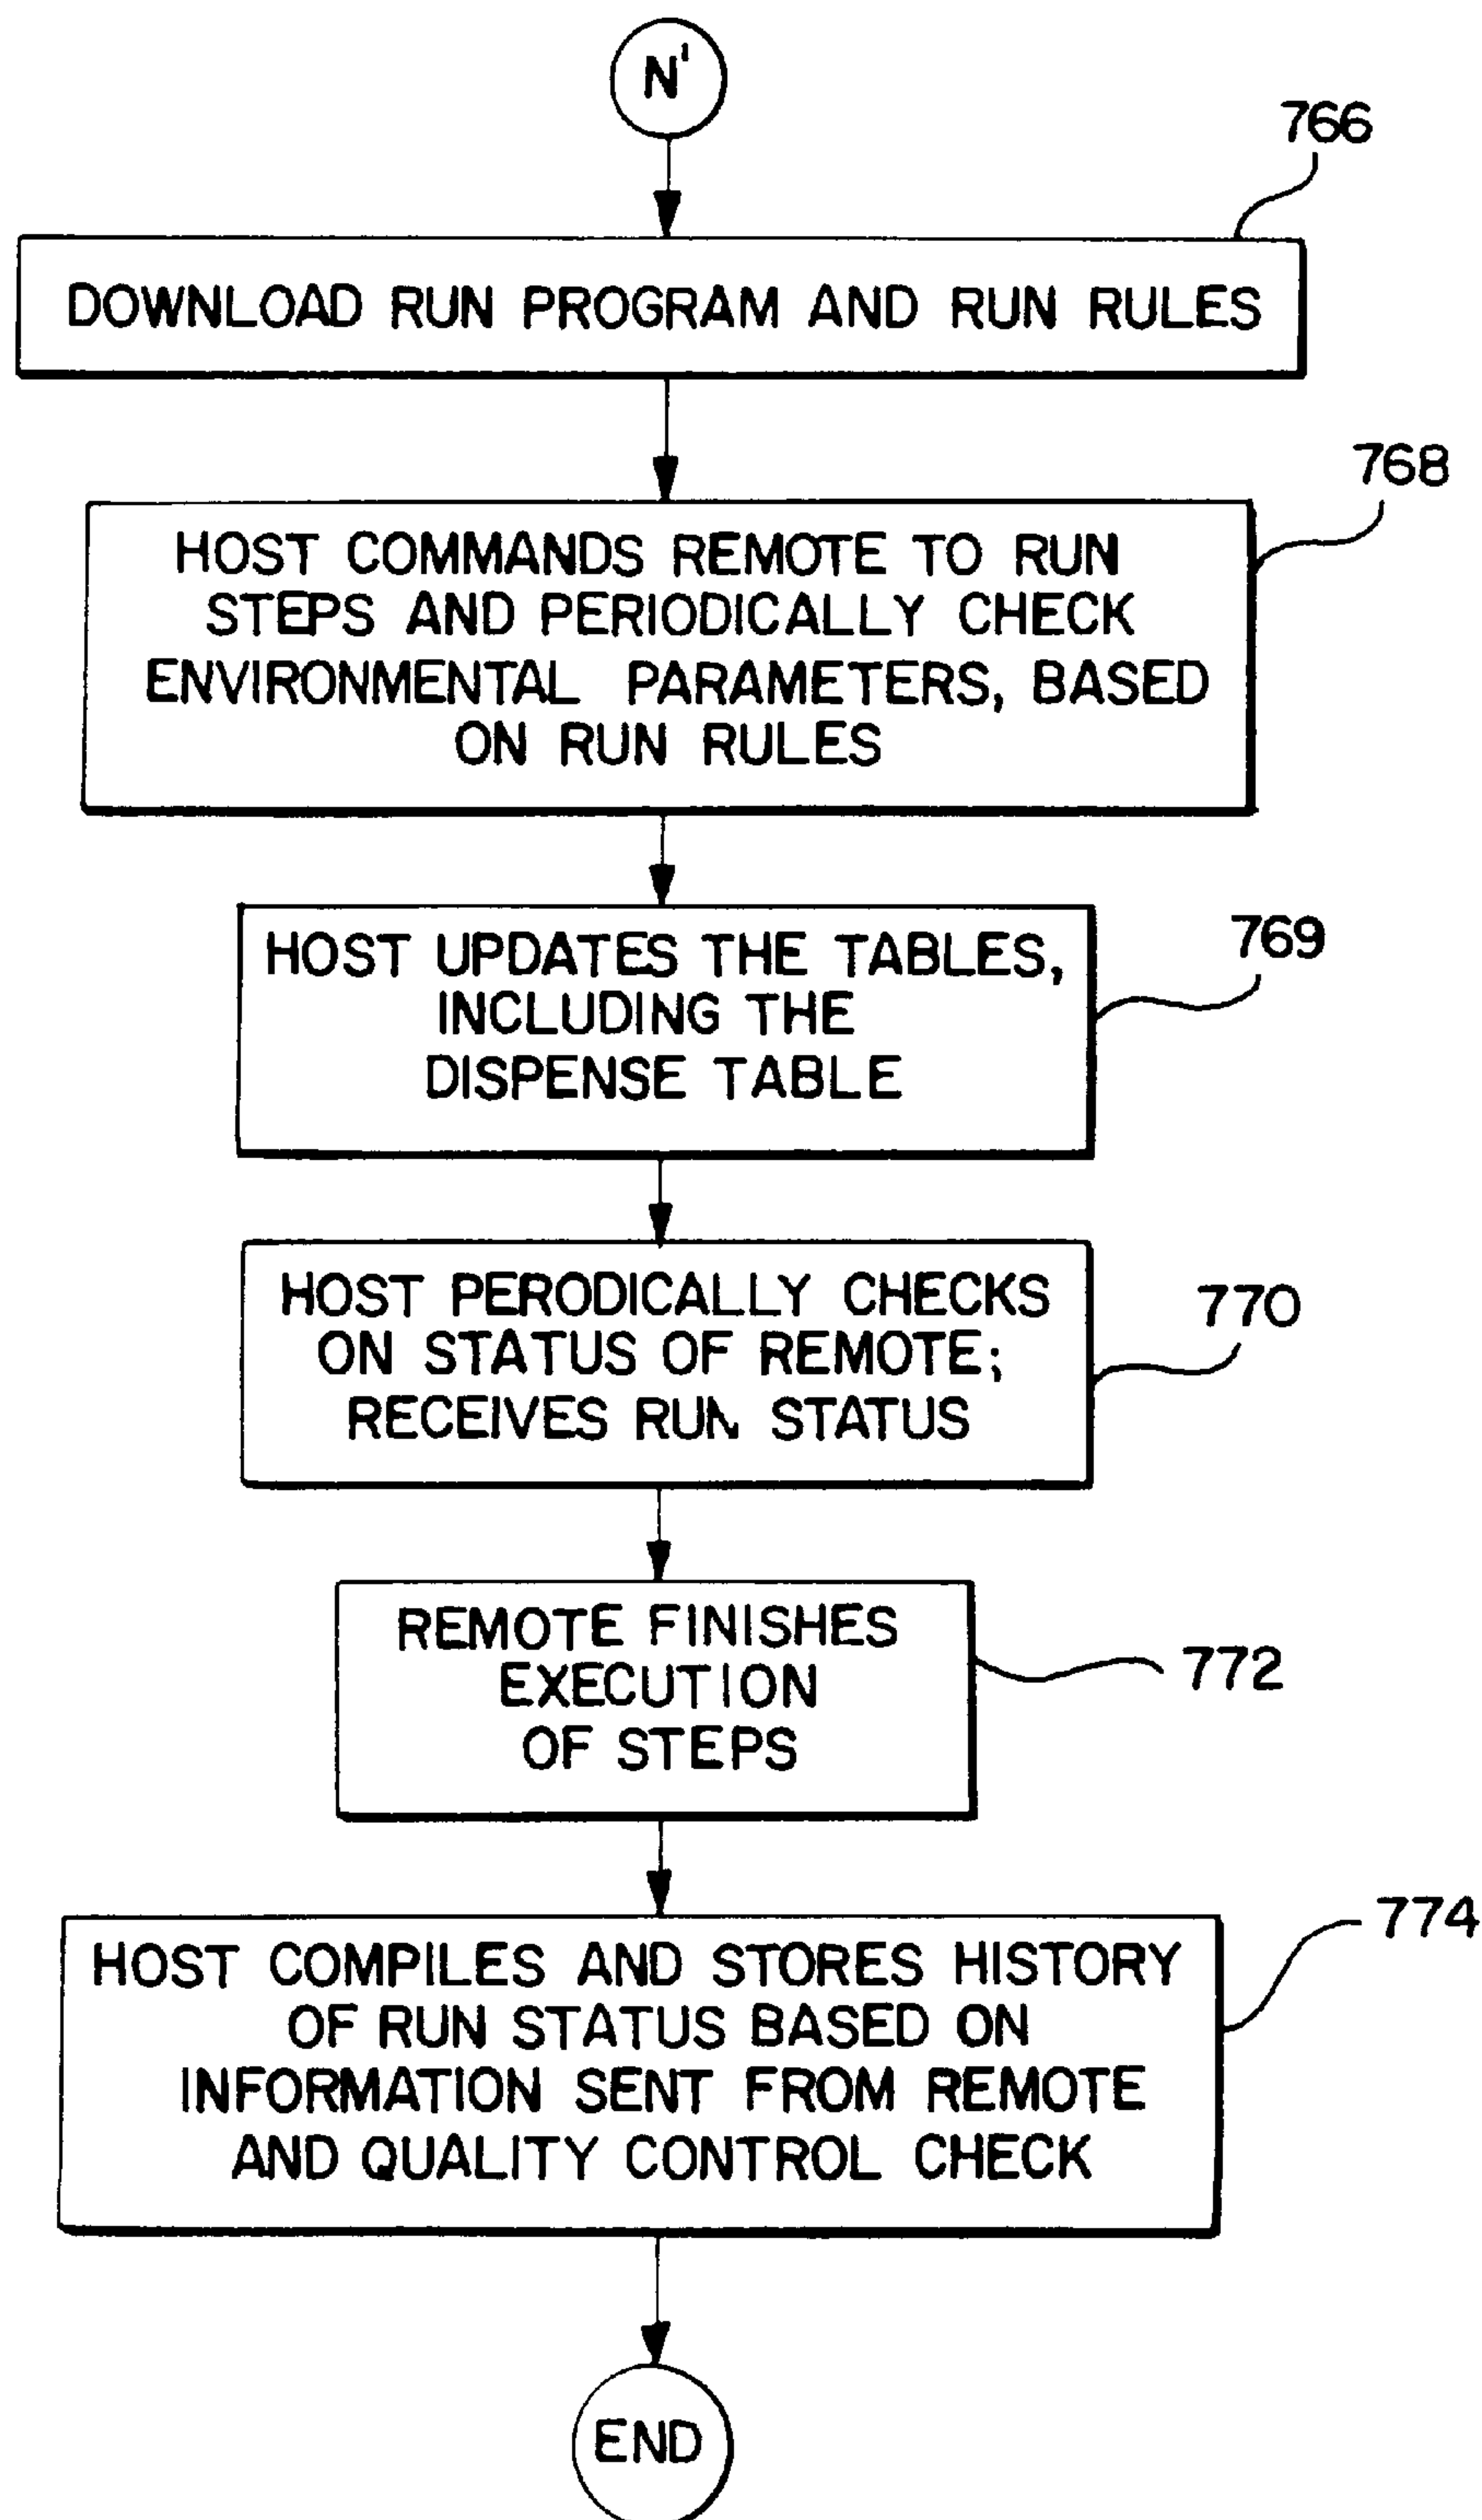 N'
766
DOWNLOAD RUN PROGRAM AND RUN RULES
768
HOST COMMANDS REMOTE TO RUN
STEPS AND PERIODICALLY CHECK
ENVIRONMENTAL PARAMETERS, BASED
ON RUN RULES
769
HOST UPDATES THE TABLES,
INCLUDING THE
DISPENSE TABLE
770
HOST PERODICALLY CHECKS
ON STATUS OF REMOTE;
RECEIVES RUN STATUS
772
REMOTE FINISHES
EXECUTION
OF STEPS
774
HOST COMPILES AND STORES HISTORY
OF RUN STATUS BASED ON
INFORMATION SENT FROM REMOTE
AND QUALITY CONTROL CHECK
END